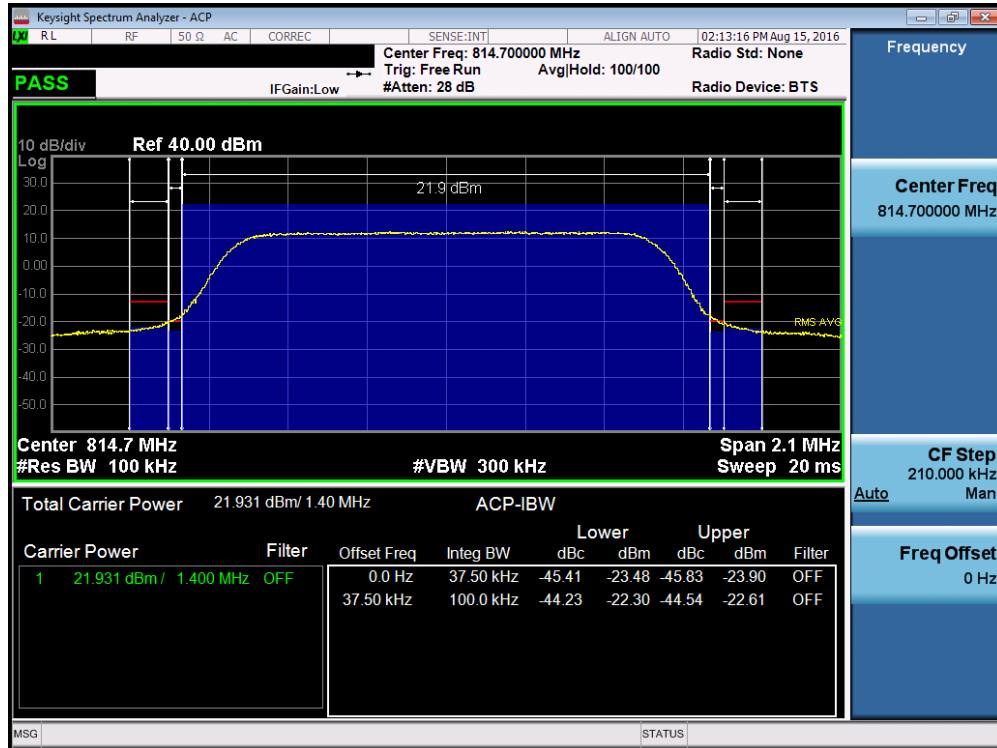 Keysight Spectrum Analyzer - ACP
LXI RL RF 50 Ω AC CORREC SENSE:INT ALIGN AUTO 02:13:16 PM Aug 15, 2016
Center Freq: 814.700000 MHz Radio Std: None
Trig: Free Run Avg|Hold: 100/100
PASS IFGain:Low #Atten: 28 dB Radio Device: BTS
Frequency
10 dB/div Ref 40.00 dBm
Log
30.0
21.9 dBm
20.0
10.0
0.00
-10.0
-20.0
RMS AVG
-30.0
-40.0
-50.0
Center 814.7 MHz Span 2.1 MHz
#Res BW 100 kHz #VBW 300 kHz Sweep 20 ms
Center Freq
814.700000 MHz
CF Step
210.000 kHz
Auto Man
Freq Offset
0 Hz
Total Carrier Power 21.931 dBm/ 1.40 MHz ACP-IBW
Lower Upper
Carrier Power Filter Offset Freq Integ BW dBc dBm dBc dBm Filter
1 21.931 dBm / 1.400 MHz OFF 0.0 Hz 37.50 kHz -45.41 -23.48 -45.83 -23.90 OFF
37.50 kHz 100.0 kHz -44.23 -22.30 -44.54 -22.61 OFF
MSG STATUS